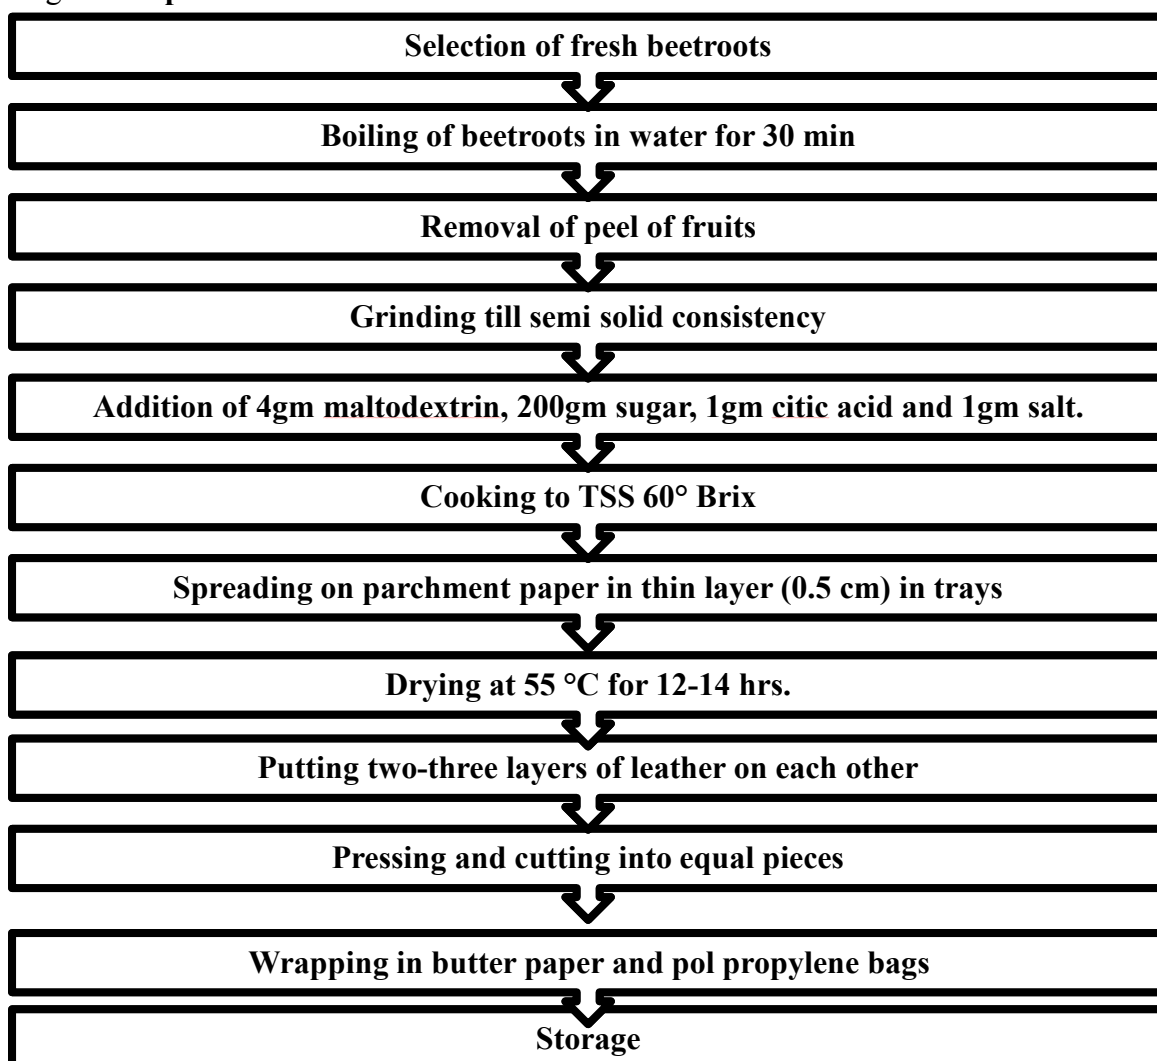 Selection of fresh beetroots
Boiling of beetroots in water for 30 min
Removal of peel of fruits
Grinding till semi solid consistency
Addition of 4gm maltodextrin, 200gm sugar, 1gm citic acid and 1gm salt.
Cooking to TSS 60° Brix
Spreading on parchment paper in thin layer (0.5 cm) in trays
Drying at 55 °C for 12-14 hrs.
Putting two-three layers of leather on each other
Pressing and cutting into equal pieces
Wrapping in butter paper and pol propylene bags
Storage